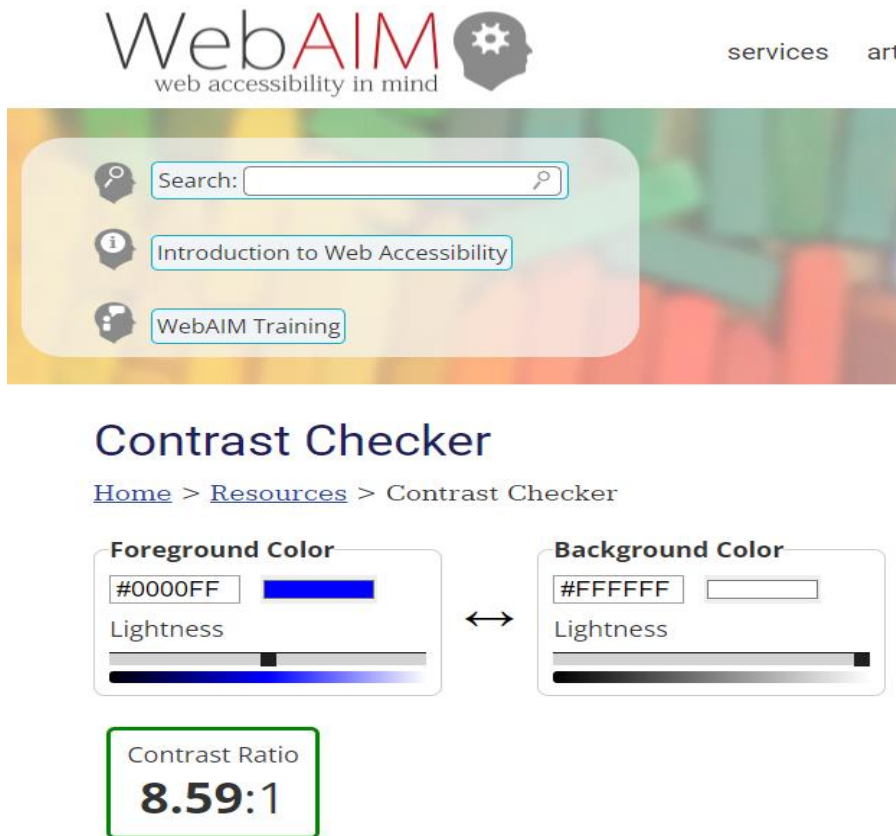 WebAIM
web accessibility in mind
services
Search:
Introduction to Web Accessibility
WebAIM Training
Contrast Checker
Home > Resources > Contrast Checker
Foreground Color
#0000FF
Lightness
Background Color
#FFFFFF
Lightness
Contrast Ratio
8.59:1